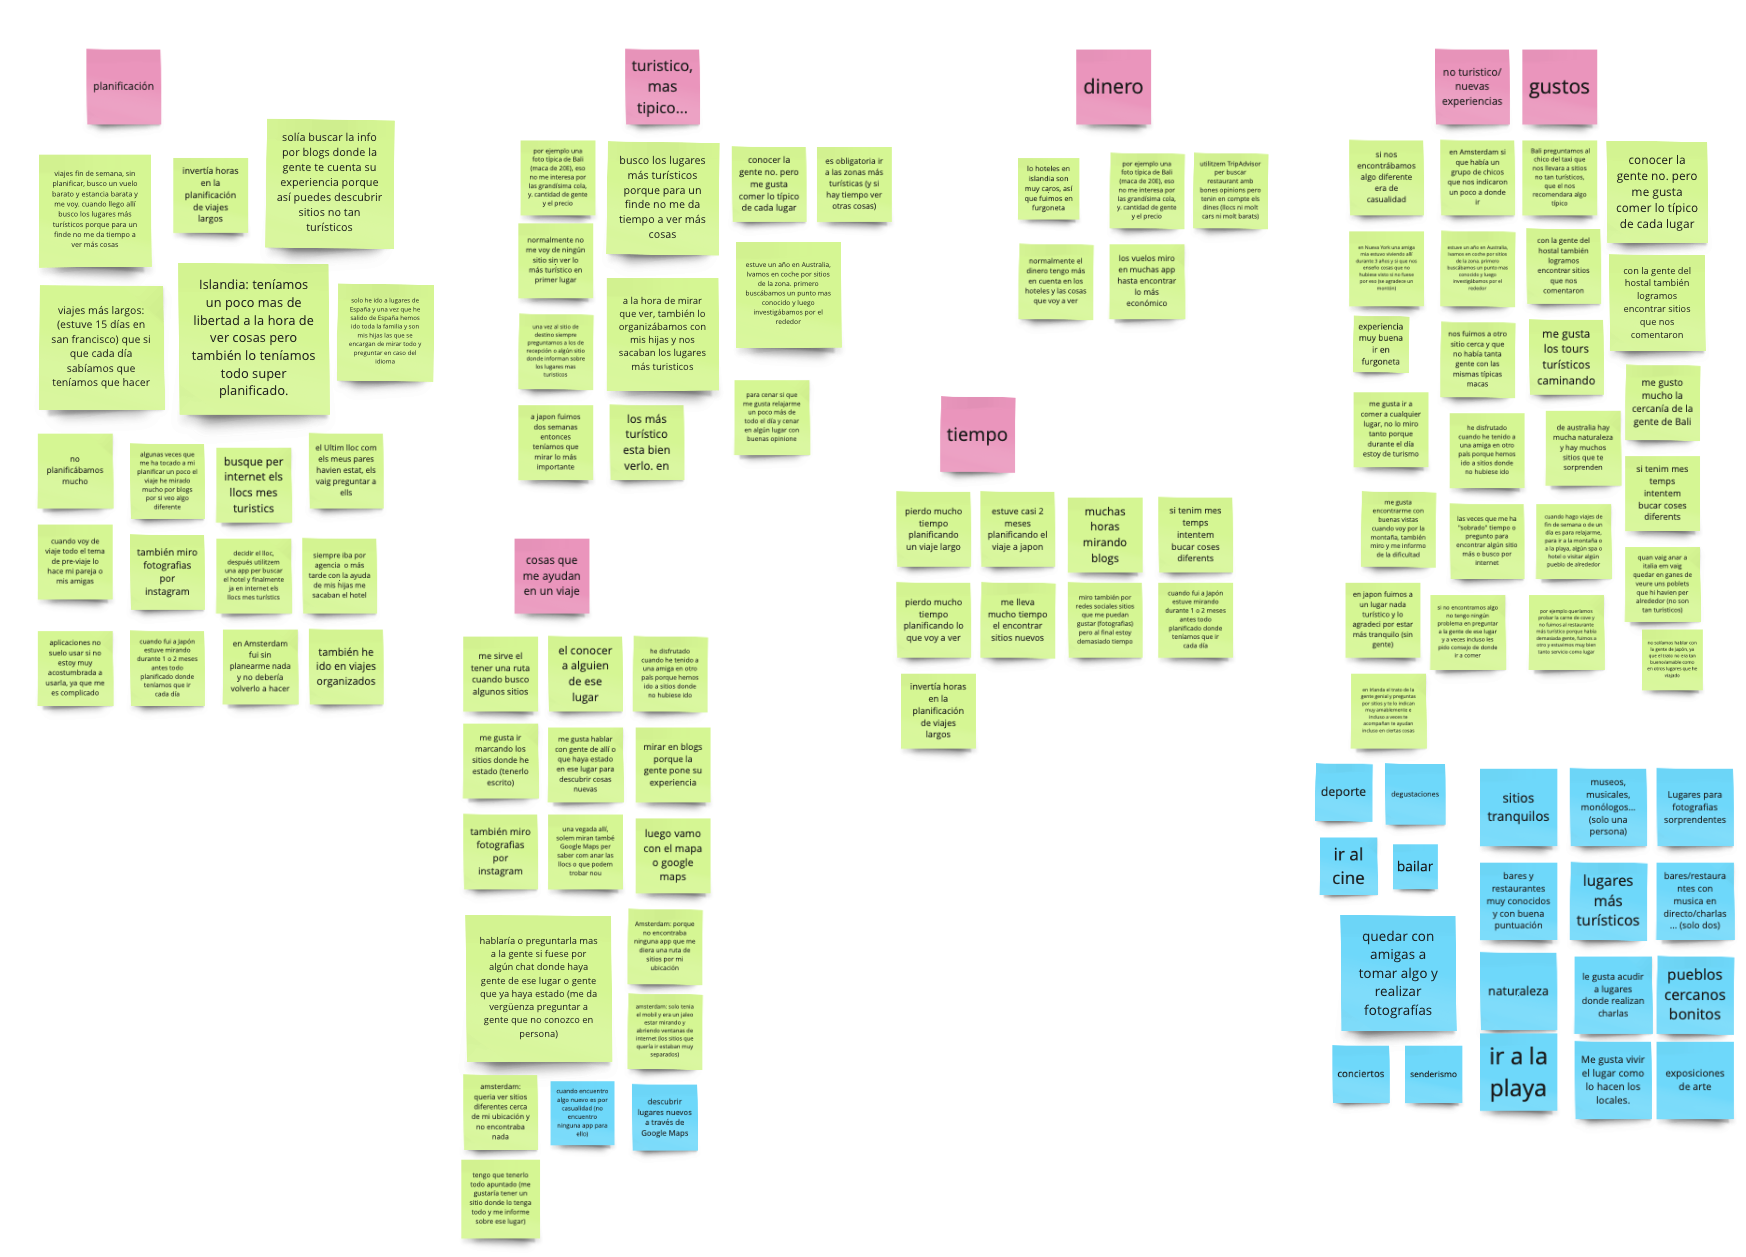 planificación
viajes fin de semana, sin
planificar, busco un vuelo
barato y estancia barata y
me voy. cuando llego allí
busco los lugares más
turísticos porque para un
finde no me da tiempo a
ver más cosas
invertía horas
en la
planificación
de viajes
largos
solía buscar la info
por blogs donde la
gente te cuenta su
experiencia porque
así puedes descubrir
sitios no tan
turísticos
viajes más largos:
(estuve 15 días en
san francisco) que si
que cada día
sabíamos que
teníamos que hacer
Islandia: teníamos
un poco mas de
libertad a la hora de
ver cosas pero
también lo teníamos
todo super
planificado.
solo he ido a lugares de
España y una vez que he
salido de España hemos
ido toda la familia y son
mis hijas las que se
encargan de mirar todo y
preguntar en caso del
idioma
no
planificábamos
mucho
algunas veces que
me ha tocado a mi
planificar un poco el
viaje he mirado
mucho por blogs
por si veo algo
diferente
busque per
internet els
llocs mes
turistics
el Ultim lloc com
els meus pares
havien estat, els
vaig preguntar a
ells
cuando voy de
viaje todo el tema
de pre-viaje lo
hace mi pareja o
mis amigas
también miro
fotografias
por
instagram
decidir el lloc,
després utilitzem
una app per buscar
el hotel y finalmente
ja en internet els
llocs mes turístics
siempre iba por
agencia o más
tarde con la ayuda
de mis hijas me
sacaban el hotel
aplicaciones no
suelo usar si no
estoy muy
acostumbrada a
usarla, ya que me
es complicado
cuando fui a Japón
estuve mirando
durante 1 o 2 meses
antes todo
planificado donde
teníamos que ir
cada día
en Amsterdam
fui sin
planearme nada
y no debería
volverlo a hacer
también he
ido en viajes
organizados
turistico,
mas
tipico...
por ejemplo una
foto típica de Bali
(maca de 20E), eso
no me interesa por
las grandísima cola,
y. cantidad de gente
y el precio
busco los lugares
más turísticos
porque para un
finde no me da
tiempo a ver más
cosas
conocer la
gente no. pero
me gusta
comer lo típico
de cada lugar
es obligatoria ir
a las zonas más
turísticas (y si
hay tiempo ver
otras cosas)
normalmente no
me voy de ningún
sitio sin ver lo
más turístico en
primer lugar
a la hora de mirar
que ver, también lo
organizábamos con
mis hijas y nos
sacaban los lugares
más turisticos
estuve un año en Australia,
Ivamos en coche por sitios
de la zona. primero
buscábamos un punto mas
conocido y luego
investigábamos por el
rededor
una vez al sitio de
destino siempre
preguntamos a los de
recepción o algún sitio
donde informan sobre
los lugares mas
turisticos
a japon fuimos
dos semanas
entonces
teníamos que
mirar lo más
importante
los más
turístico
esta bien
verlo. en
para cenar si que
me gusta relajarme
un poco más de
todo el día y cenar
en algún lugar con
buenas opinione
cosas que
me ayudan
en un viaje
me sirve el
tener una ruta
cuando busco
algunos sitios
el conocer
a alguien
de ese
lugar
he disfrutado
cuando he tenido a
una amiga en otro
país porque hemos
ido a sitios donde
no hubiese ido
me gusta ir
marcando los
sitios donde he
estado (tenerlo
escrito)
me gusta hablar
con gente de allí o
que haya estado
en ese lugar para
descubrir cosas
nuevas
mirar en blogs
porque la
gente pone su
experiencia
también miro
fotografias
por
instagram
una vegada allí,
solem miran també
Google Maps per
saber com anar las
llocs o que podem
trobar nou
luego vamo
con el mapa
o google
maps
hablaría o preguntarla mas
a la gente si fuese por
algún chat donde haya
gente de ese lugar o gente
que ya haya estado (me da
vergüenza preguntar a
gente que no conozco en
persona)
Amsterdam: porque
no encontraba
ninguna app que me
diera una ruta de
sitios por mi
ubicación
amsterdam: solo tenia
el mobil y era un jaleo
estar mirando y
abriendo ventanas de
internet (los sitios que
quería ir estaban muy
separados)
amsterdam:
queria ver sitios
diferentes cerca
de mi ubicación y
no encontraba
nada
cuando encuentro
algo nuevo es por
casualidad (no
encuentro
ninguna app para
ello)
descubrir
lugares nuevos
a través de
Google Maps
tengo que tenerlo
todo apuntado (me
gustaría tener un
sitio donde lo tenga
todo y me informe
sobre ese lugar)
dinero
lo hoteles en
islandia son
muy caros, así
que fuimos en
furgoneta
por ejemplo una
foto típica de Bali
(maca de 20E), eso
no me interesa por
las grandísima cola,
y. cantidad de gente
y el precio
utilitzem TripAdvisor
per buscar
restaurant amb
bones opinions pero
tenin en compte els
dines (llocs ni molt
cars ni molt barats)
normalmente el
dinero tengo más
en cuenta en los
hoteles y las cosas
que voy a ver
los vuelos miro
en muchas app
hasta encontrar
lo más
económico
tiempo
pierdo mucho
tiempo
planificando
un viaje largo
estuve casi 2
meses
planificando el
viaje a japon
muchas
horas
mirando
blogs
si tenim mes
temps
intentem
bucar coses
diferents
pierdo mucho
tiempo
planificando lo
que voy a ver
me lleva
mucho tiempo
el encontrar
sitios nuevos
miro también por
redes sociales sitios
que me puedan
gustar (fotografías)
pero al final estoy
demasiado tiempo
cuando fui a Japón
estuve mirando
durante 1 o 2 meses
antes todo
planificado donde
teníamos que ir
cada día
invertía horas
en la
planificación
de viajes
largos
no turistico/
nuevas
experiencias
gustos
si nos
encontrábamos
algo diferente
era de
casualidad
en Amsterdam si
que había un
grupo de chicos
que nos indicaron
un poco a donde
ir
Bali preguntamos al
chico del taxi que
nos llevara a sitios
no tan turísticos,
que el nos
recomendara algo
típico
conocer la
gente no. pero
me gusta
comer lo típico
de cada lugar
en Nueva York una amiga
mía estuvo viviendo allí
durante 3 años y si que nos
enseño cosas que no
hubiese visto si no fuese
por eso (se agradece un
montón)
estuve un año en Australia,
Ivamos en coche por sitios
de la zona. primero
buscábamos un punto mas
conocido y luego
investigábamos por el
rededor
con la gente del
hostal también
logramos
encontrar sitios
que nos
comentaron
con la gente del
hostal también
logramos
encontrar sitios
que nos
comentaron
experiencia
muy buena
ir en
furgoneta
nos fuimos a otro
sitio cerca y que
no había tanta
gente con las
mismas típicas
macas
me gusta
los tours
turísticos
caminando
me gusto
mucho la
cercanía de la
gente de Bali
me gusta ir a
comer a cualquier
lugar, no lo miro
tanto porque
durante el día
estoy de turismo
he disfrutado
cuando he tenido a
una amiga en otro
país porque hemos
ido a sitios donde
no hubiese ido
de australia hay
mucha naturaleza
y hay muchos
sitios que te
sorprenden
si tenim mes
temps
intentem
bucar coses
diferents
me gusta
encontrarme con
buenas vistas
cuando voy por la
montaña, también
miro y me informo
de la dificultad
las veces que me ha
"sobrado" tiempo o
pregunto para
encontrar algún sitio
más o busco por
internet
cuando hago viajes de
fin de semana o de un
día es para relajarme,
para ir a la montaña o
a la playa, algún spa o
hotel o visitar algún
pueblo de alrededor
quan vaig anar a
italia em vaig
quedar en ganes de
veure uns poblets
que hi havien per
alrededor (no son
tan turísticos)
en japon fuimos a
un lugar nada
turístico y lo
agradeci por estar
más tranquilo (sin
gente)
si no encontramos algo
no tengo ningún
problema en preguntar
a la gente de ese lugar
y a veces incluso les
pido consejo de donde
ir a comer
por ejemplo queríamos
probar la carne de cova y
no fuimos al restaurante
más turístico porque había
demasiada gente, fuimos a
otro y estuvimos muy bien
tanto servicio como lugar
no solíamos hablar con
la gente de Japón, ya
que el trato no era tan
bueno/amable como
en otros lugares que he
viajado
en irlanda el trato de la
gente genial y preguntas
por sitios y te lo indican
muy amablemente e
incluso a veces te
acompañan te ayudan
incluso en ciertas cosas
deporte
degustaciones
ir al
cine
bailar
quedar con
amigas a
tomar algo y
realizar
fotografías
conciertos
senderismo
sitios
tranquilos
museos,
musicales,
monólogos...
(solo una
persona)
Lugares para
fotografias
sorprendentes
bares y
restaurantes
muy conocidos
y con buena
puntuación
lugares
más
turísticos
bares/restaura
ntes con
musica en
directo/charlas
... (solo dos)
naturaleza
le gusta acudir
a lugares
donde realizan
charlas
pueblos
cercanos
bonitos
ir a la
playa
Me gusta vivir
el lugar como
lo hacen los
locales.
exposiciones
de arte